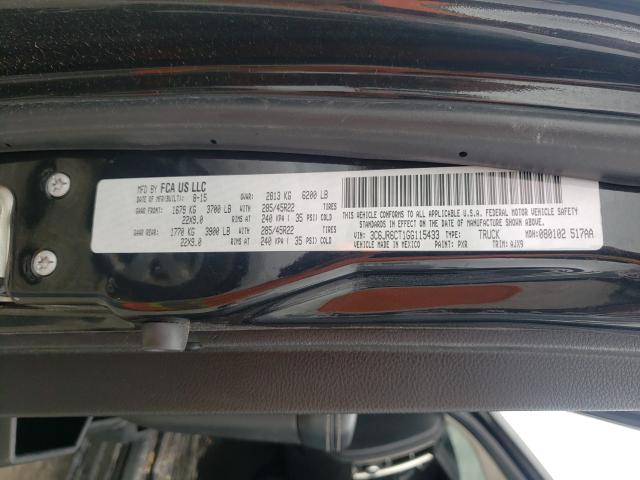 MFD BY FCA US LLC
DATE OF MFR(BUILT): 8-15 GVWR: 2813 KG 6200 LB
GAWR FRONT: 1679 KG 3700 LB WITH 285/45R22 TIRES
22X9.0 RIMS AT 240 KPA ( 35 PSI) COLD
GAWR REAR: 1770 KG 3900 LB WITH 285/45R22 TIRES
22X9.0 RIMS AT 240 KPA ( 35 PSI) COLD
THIS VEHICLE CONFORMS TO ALL APPLICABLE U.S.A. FEDERAL MOTOR VEHICLE SAFETY
STANDARDS IN EFFECT ON THE DATE OF MANUFACTURE SHOWN ABOVE.
VIN: 3C6JR6CT1GG115433 TYPE: TRUCK MDH: 080102 517AA
MADE IN MEXICO PAINT: PXR TRIM: AJX9